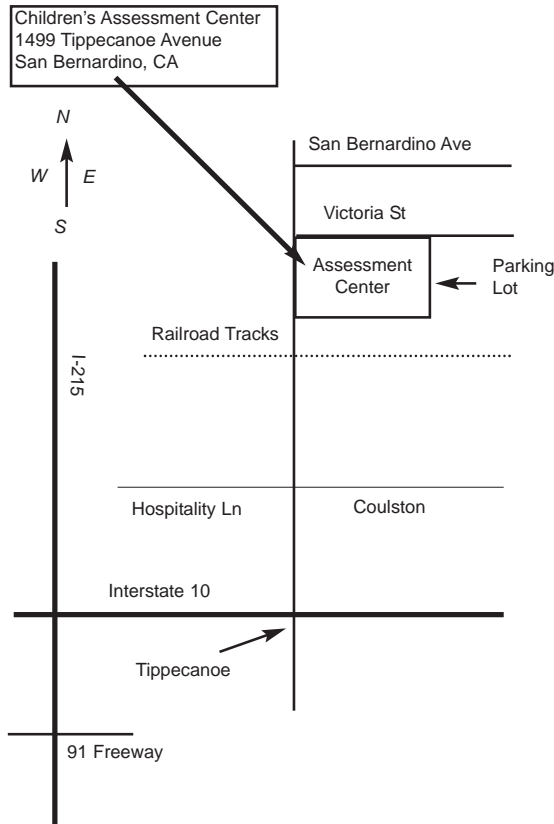 Children’s Assessment Center
1499 Tippecanoe Avenue
San Bernardino, CA
N
W E
S
San Bernardino Ave
Victoria St
Assessment
Center
Parking
Lot
Railroad Tracks
I-215
Hospitality Ln
Coulston
Interstate 10
Tippecanoe
91 Freeway